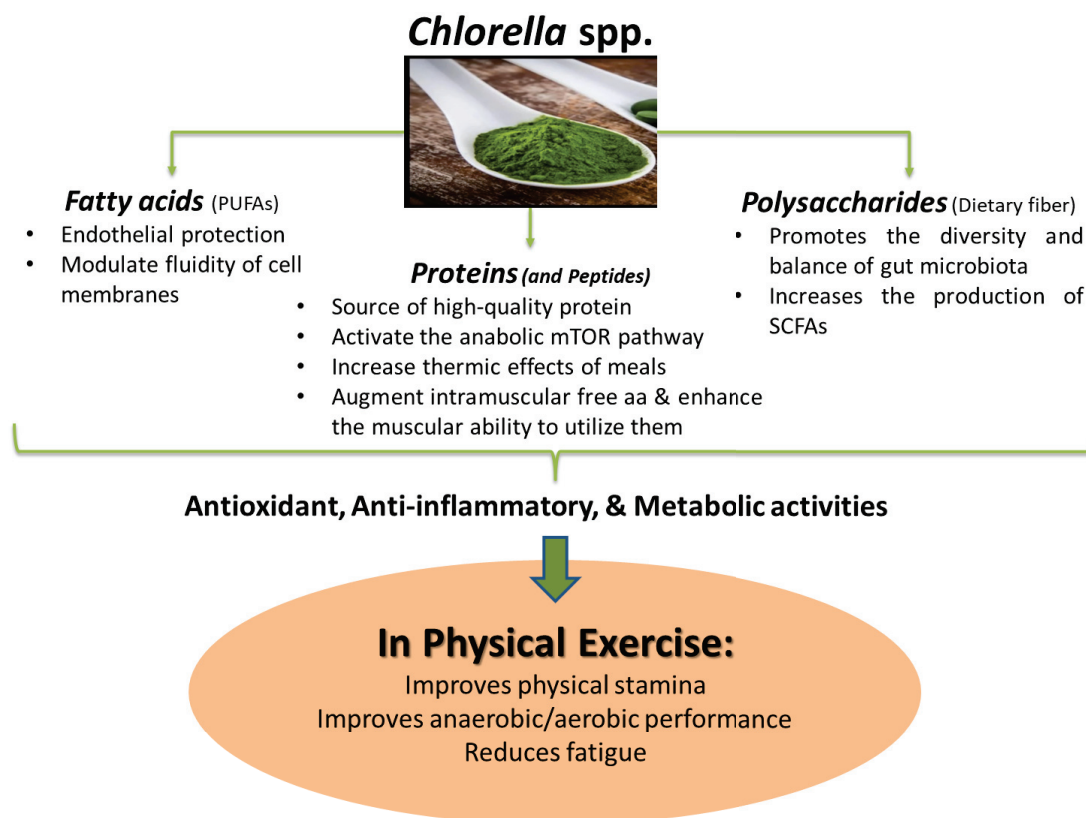 Chlorella spp.
Fatty acids (PUFAs)
• Endothelial protection
• Modulate fluidity of cell
membranes
Proteins (and Peptides)
• Source of high-quality protein
• Activate the anabolic mTOR pathway
• Increase thermic effects of meals
• Augment intramuscular free aa & enhance
the muscular ability to utilize them
Polysaccharides (Dietary fiber)
• Promotes the diversity and
balance of gut microbiota
• Increases the production of
SCFAs
Antioxidant, Anti-inflammatory, & Metabolic activities
In Physical Exercise:
Improves physical stamina
Improves anaerobic/aerobic performance
Reduces fatigue